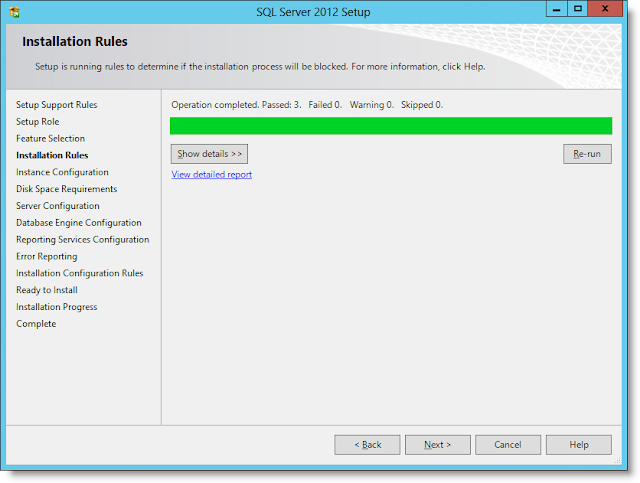 SQL Server 2012 Setup
Installation Rules
Setup is running rules to determine if the installation process will be blocked. For more information, click Help.
Setup Support Rules
Setup Role
Feature Selection
Installation Rules
Instance Configuration
Disk Space Requirements
Server Configuration
Database Engine Configuration
Reporting Services Configuration
Error Reporting
Installation Configuration Rules
Ready to Install
Installation Progress
Complete
Operation completed. Passed: 3.   Failed 0.   Warning 0.   Skipped 0.
Show details >>
Re-run
View detailed report
< Back
Next >
Cancel
Help